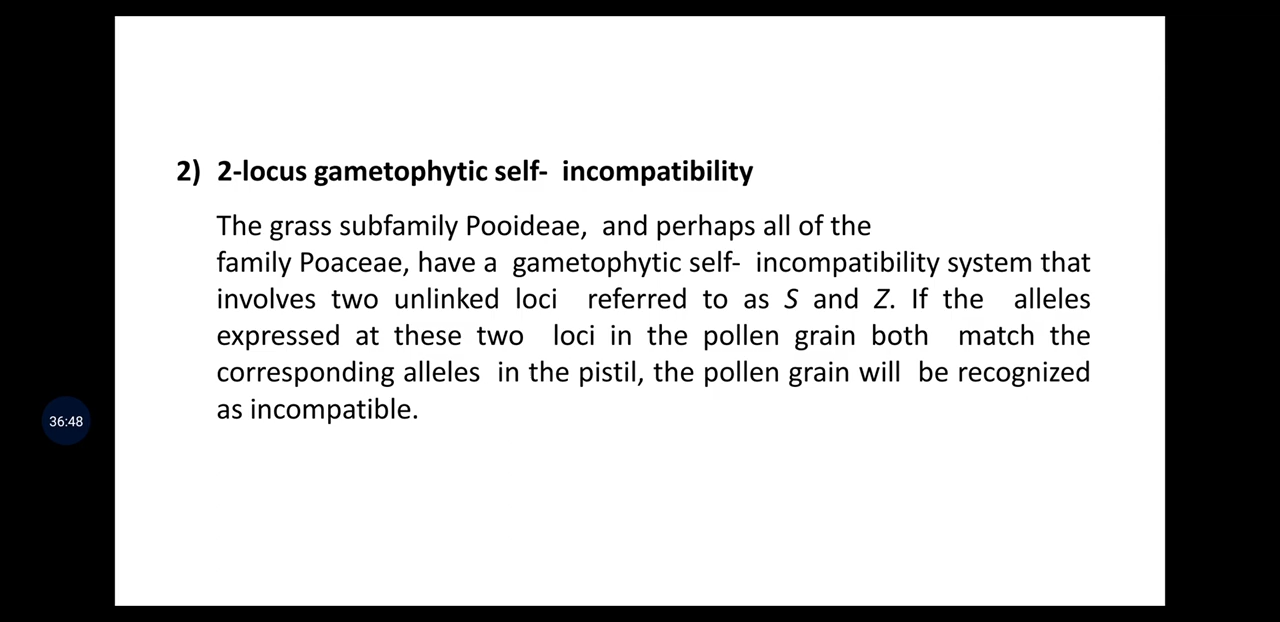 2) 2-locus gametophytic self- incompatibility
The grass subfamily Pooideae, and perhaps all of the
family Poaceae, have a gametophytic self- incompatibility system that
involves two unlinked loci referred to as S and Z. If the alleles
expressed at these two loci in the pollen grain both match the
corresponding alleles in the pistil, the pollen grain will be recognized
as incompatible.
36:48